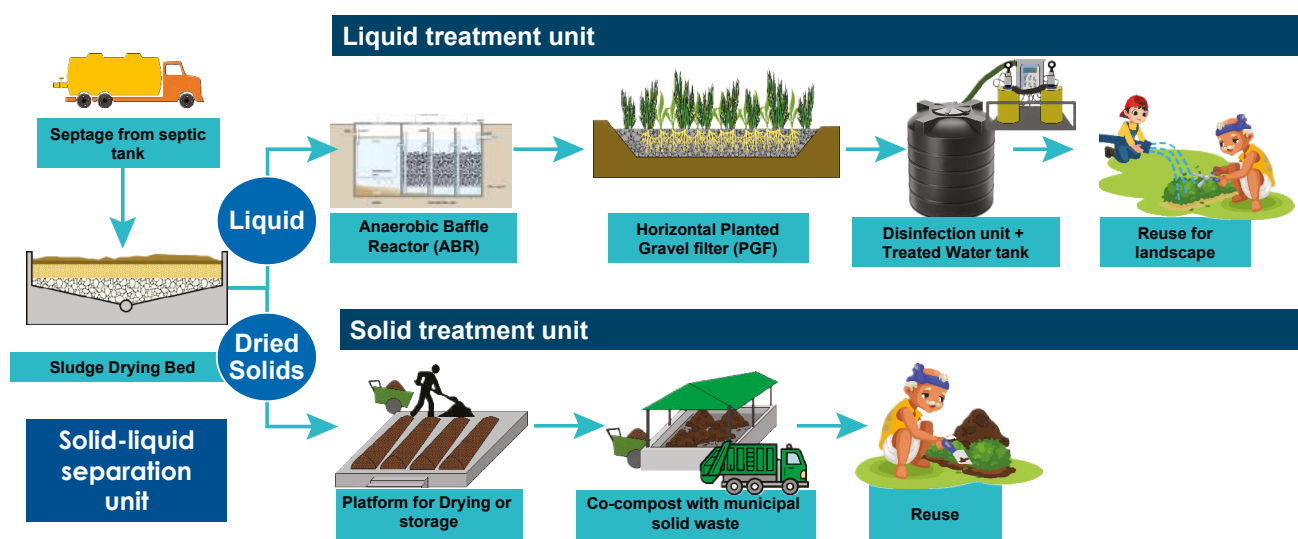 Liquid treatment unit
Septage from septic
tank
Liquid
Anaerobic Baffle
Reactor (ABR)
Horizontal Planted
Gravel filter (PGF)
Disinfection unit +
Treated Water tank
Reuse for
landscape
Sludge Drying Bed
Dried
Solids
Solid-liquid
separation
unit
Solid treatment unit
Platform for Drying or
storage
Co-compost with municipal
solid waste
Reuse